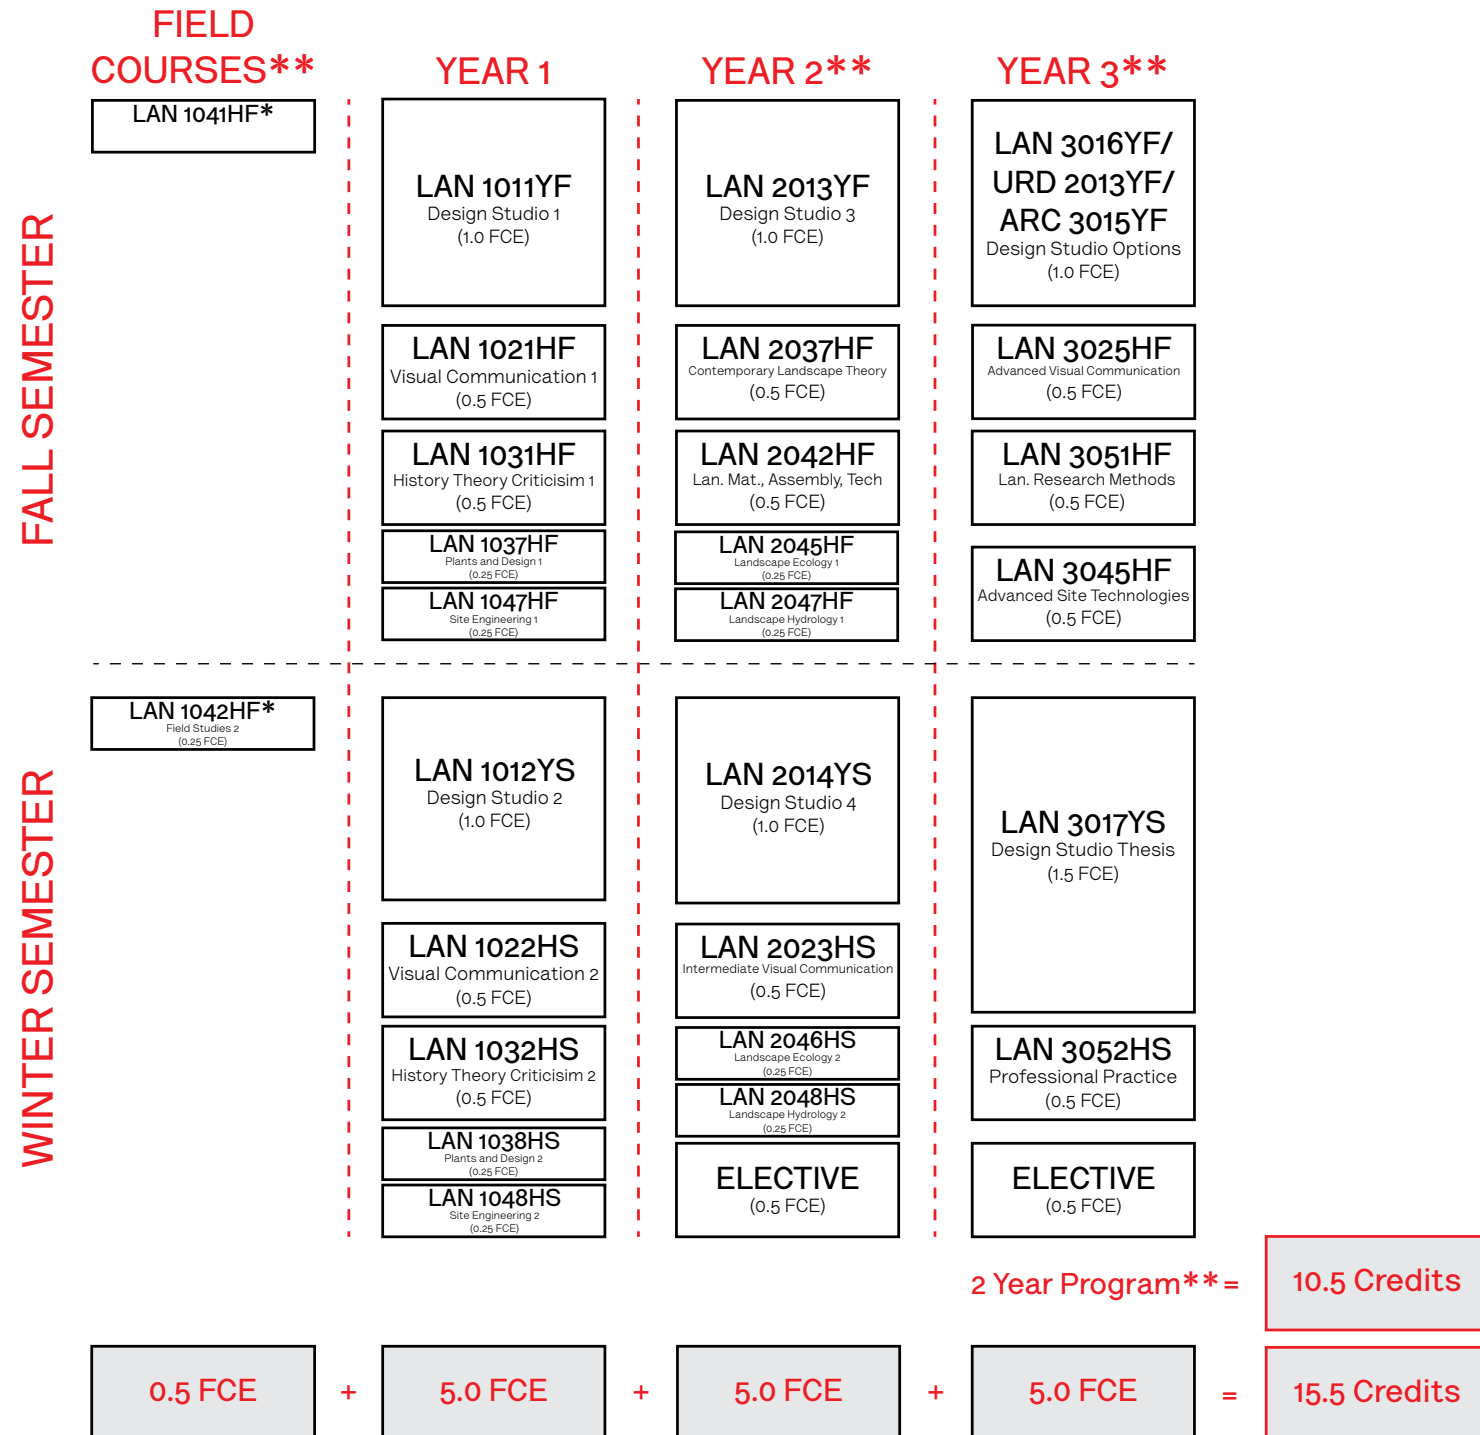 FIELD
COURSES**
YEAR 1
YEAR 2**
YEAR 3**
FALL SEMESTER
LAN 1041HF*
LAN 1011YF
Design Studio 1
(1.0 FCE)
LAN 1021HF
Visual Communication 1
(0.5 FCE)
LAN 1031HF
History Theory Criticisim 1
(0.5 FCE)
LAN 1037HF
Plants and Design 1
(0.25 FCE)
LAN 1047HF
Site Engineering 1
(0.25 FCE)
LAN 2013YF
Design Studio 3
(1.0 FCE)
LAN 2037HF
Contemporary Landscape Theory
(0.5 FCE)
LAN 2042HF
Lan. Mat., Assembly, Tech
(0.5 FCE)
LAN 2045HF
Landscape Ecology 1
(0.25 FCE)
LAN 2047HF
Landscape Hydrology 1
(0.25 FCE)
LAN 3016YF/
URD 2013YF/
ARC 3015YF
Design Studio Options
(1.0 FCE)
LAN 3025HF
Advanced Visual Communication
(0.5 FCE)
LAN 3051HF
Lan. Research Methods
(0.5 FCE)
LAN 3045HF
Advanced Site Technologies
(0.5 FCE)
WINTER SEMESTER
LAN 1042HF*
Field Studies 2
(0.25 FCE)
LAN 1012YS
Design Studio 2
(1.0 FCE)
LAN 1022HS
Visual Communication 2
(0.5 FCE)
LAN 1032HS
History Theory Criticisim 2
(0.5 FCE)
LAN 1038HS
Plants and Design 2
(0.25 FCE)
LAN 1048HS
Site Engineering 2
(0.25 FCE)
LAN 2014YS
Design Studio 4
(1.0 FCE)
LAN 2023HS
Intermediate Visual Communication
(0.5 FCE)
LAN 2046HS
Landscape Ecology 2
(0.25 FCE)
LAN 2048HS
Landscape Hydrology 2
(0.25 FCE)
ELECTIVE
(0.5 FCE)
LAN 3017YS
Design Studio Thesis
(1.5 FCE)
LAN 3052HS
Professional Practice
(0.5 FCE)
ELECTIVE
(0.5 FCE)
2 Year Program** = 10.5 Credits
0.5 FCE + 5.0 FCE + 5.0 FCE + 5.0 FCE = 15.5 Credits